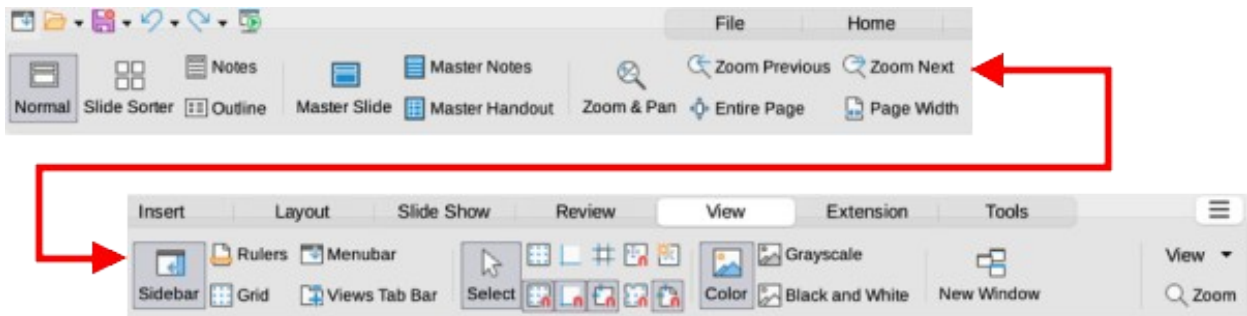 File Home
Notes Master Notes Zoom Previous Zoom Next
Normal Slide Sorter Outline Master Slide Master Handout Zoom & Pan Entire Page Page Width
Insert Layout Slide Show Review View Extension Tools
Rulers Menubar Grayscale View
Sidebar Grid Views Tab Bar Select Color Black and White New Window Zoom